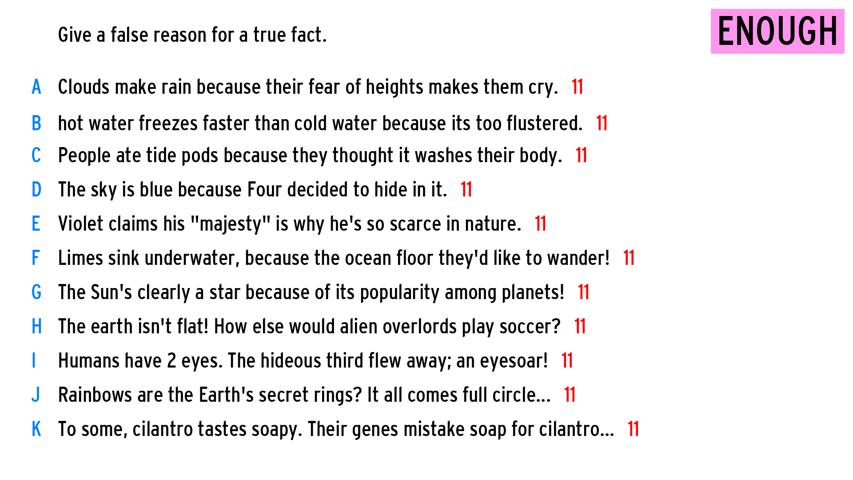 Give a false reason for a true fact.
ENOUGH
A Clouds make rain because their fear of heights makes them cry. 11
B hot water freezes faster than cold water because its too flustered. 11
C People ate tide pods because they thought it washes their body. 11
D The sky is blue because Four decided to hide in it. 11
E Violet claims his "majesty" is why he's so scarce in nature. 11
F Limes sink underwater, because the ocean floor they'd like to wander! 11
G The Sun's clearly a star because of its popularity among planets! 11
H The earth isn't flat! How else would alien overlords play soccer? 11
I Humans have 2 eyes. The hideous third flew away; an eyesoar! 11
J Rainbows are the Earth's secret rings? It all comes full circle... 11
K To some, cilantro tastes soapy. Their genes mistake soap for cilantro... 11